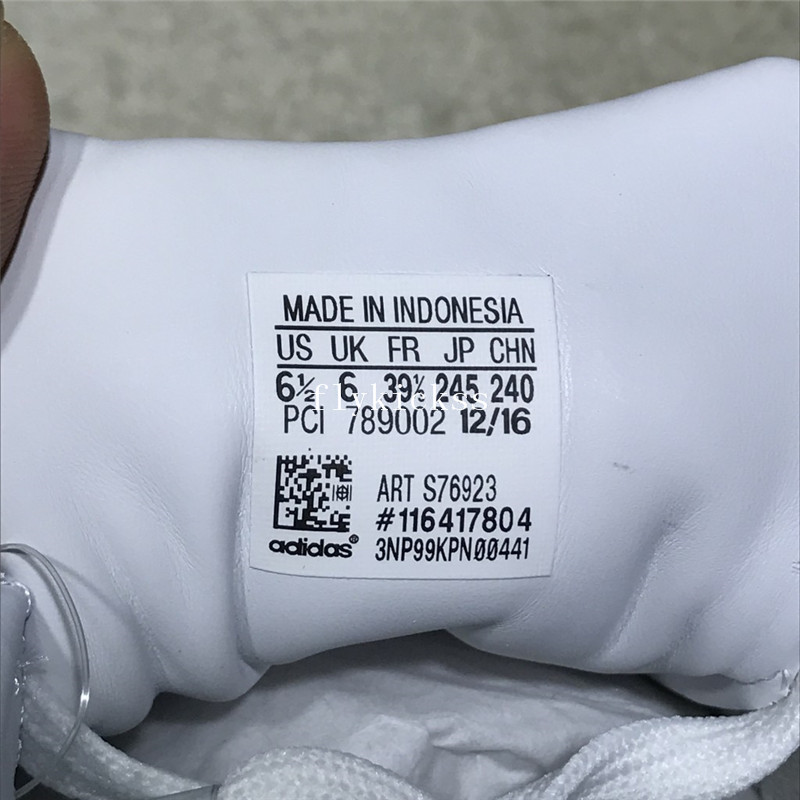 MADE IN INDONESIA
US UK FR JP CHN
6½ 6 39⅓ 245 240
flykickss
PCI 789002 12/16
ART S76923
#116417804
adidas®
3NP99KPN00441